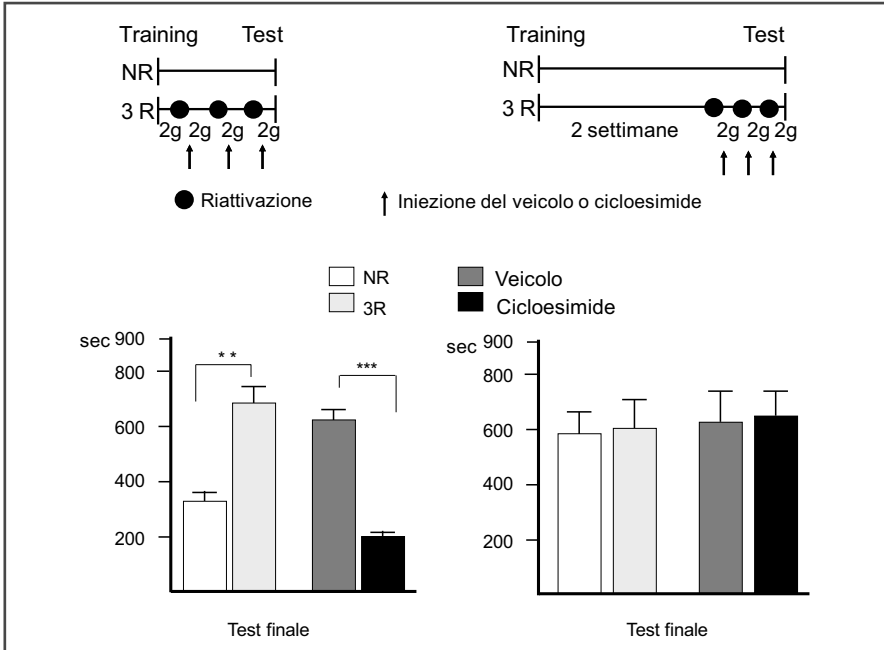 Training Test
NR
3 R
2g 2g 2g 2g
Training Test
NR
3 R
2 settimane 2g 2g 2g
Riattivazione
Iniezione del veicolo o cicloesimide
NR
3R
Veicolo
Cicloesimide
sec 900
800
600
400
200
* *
***
Test finale
sec 900
800
600
400
200
Test finale